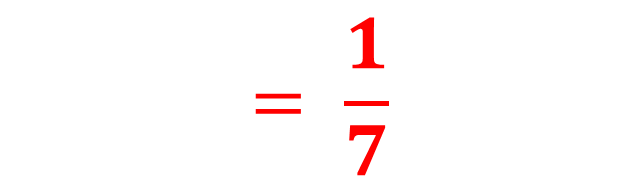 = 1/7